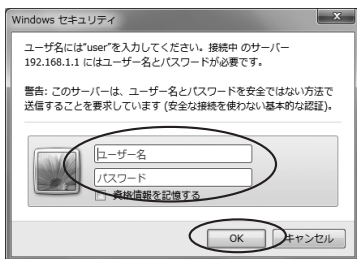 Windows セキュリティ
ユーザ名には"user"を入力してください。接続中 のサーバー
192.168.1.1 にはユーザー名とパスワードが必要です。
警告: このサーバーは、ユーザー名とパスワードを安全ではない方法で
送信することを要求しています (安全な接続を使わない基本的な認証)。
ユーザー名
パスワード
資格情報を記憶する
OK
キャンセル